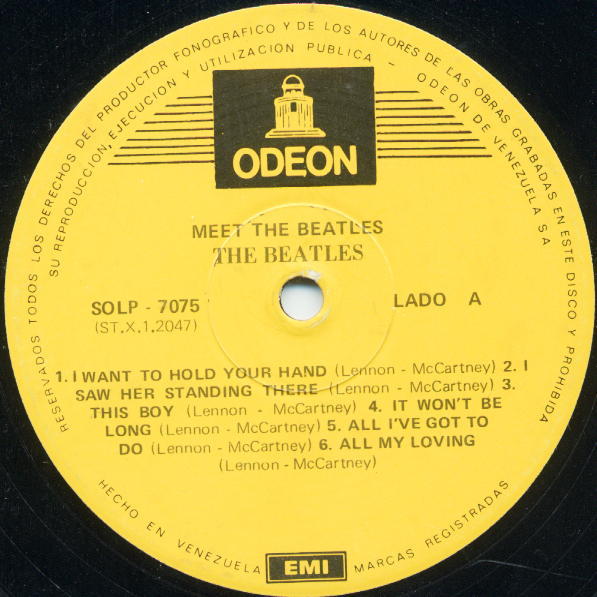 RESERVADOS TODOS LOS DERECHOS DEL PRODUCTOR FONOGRAFICO Y DE LOS AUTORES DE LAS OBRAS GRABADAS EN ESTE DISCO Y PROHIBIDA
SU REPRODUCCION, EJECUCION Y UTILIZACION PUBLICA - ODEON DE VENEZUELA SA
ODEON
MEET THE BEATLES
THE BEATLES
SOLP - 7075
(ST.X.1.2047)
LADO A
1. I WANT TO HOLD YOUR HAND (Lennon - McCartney) 2. I
SAW HER STANDING THERE (Lennon - McCartney) 3.
THIS BOY (Lennon - McCartney) 4. IT WON'T BE
LONG (Lennon - McCartney) 5. ALL I'VE GOT TO
DO (Lennon - McCartney) 6. ALL MY LOVING
(Lennon - McCartney)
HECHO EN VENEZUELA
EMI
MARCAS REGISTRADAS